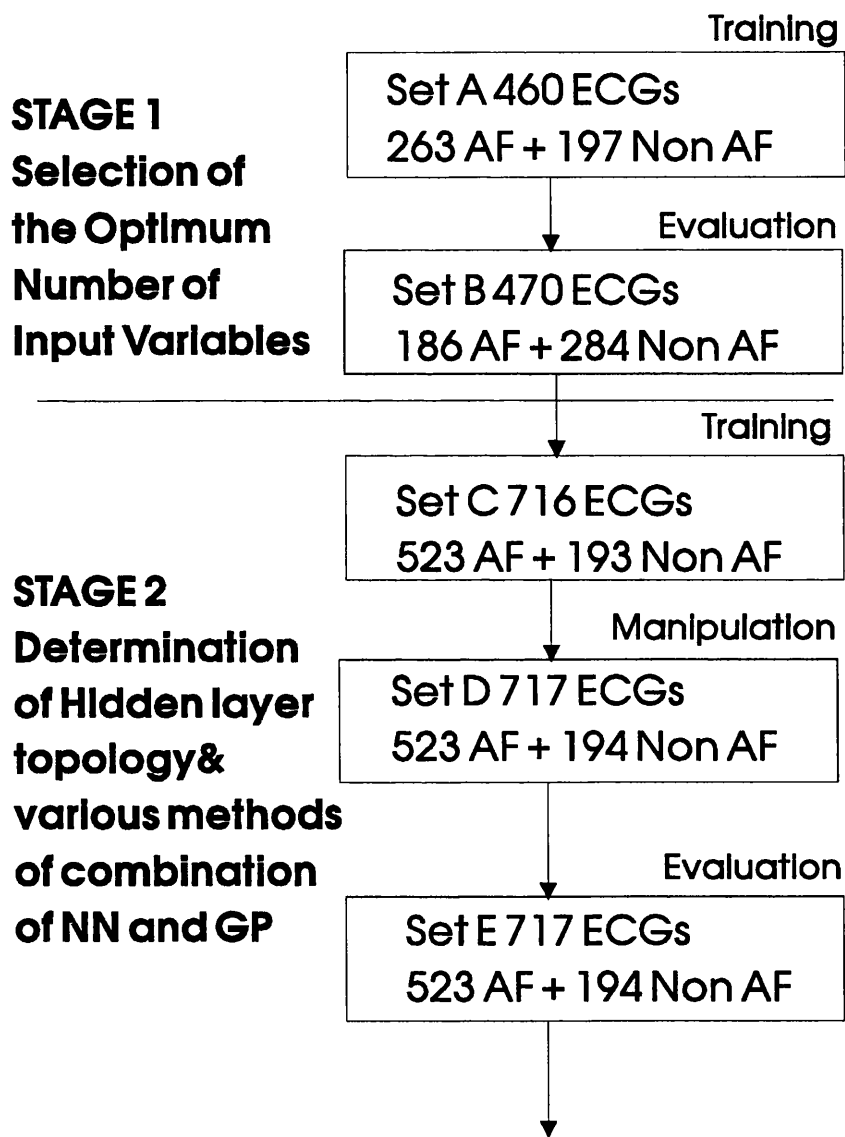 Training
Set A 460 ECGs
263 AF + 197 Non AF
STAGE 1
Selection of
the Optimum
Number of
Input Variables
Evaluation
Set B 470 ECGs
186 AF + 284 Non AF
Training
Set C 716 ECGs
523 AF + 193 Non AF
STAGE 2
Determination
of Hidden layer
topology&
various methods
of combination
of NN and GP
Manipulation
Set D 717 ECGs
523 AF + 194 Non AF
Evaluation
Set E 717 ECGs
523 AF + 194 Non AF